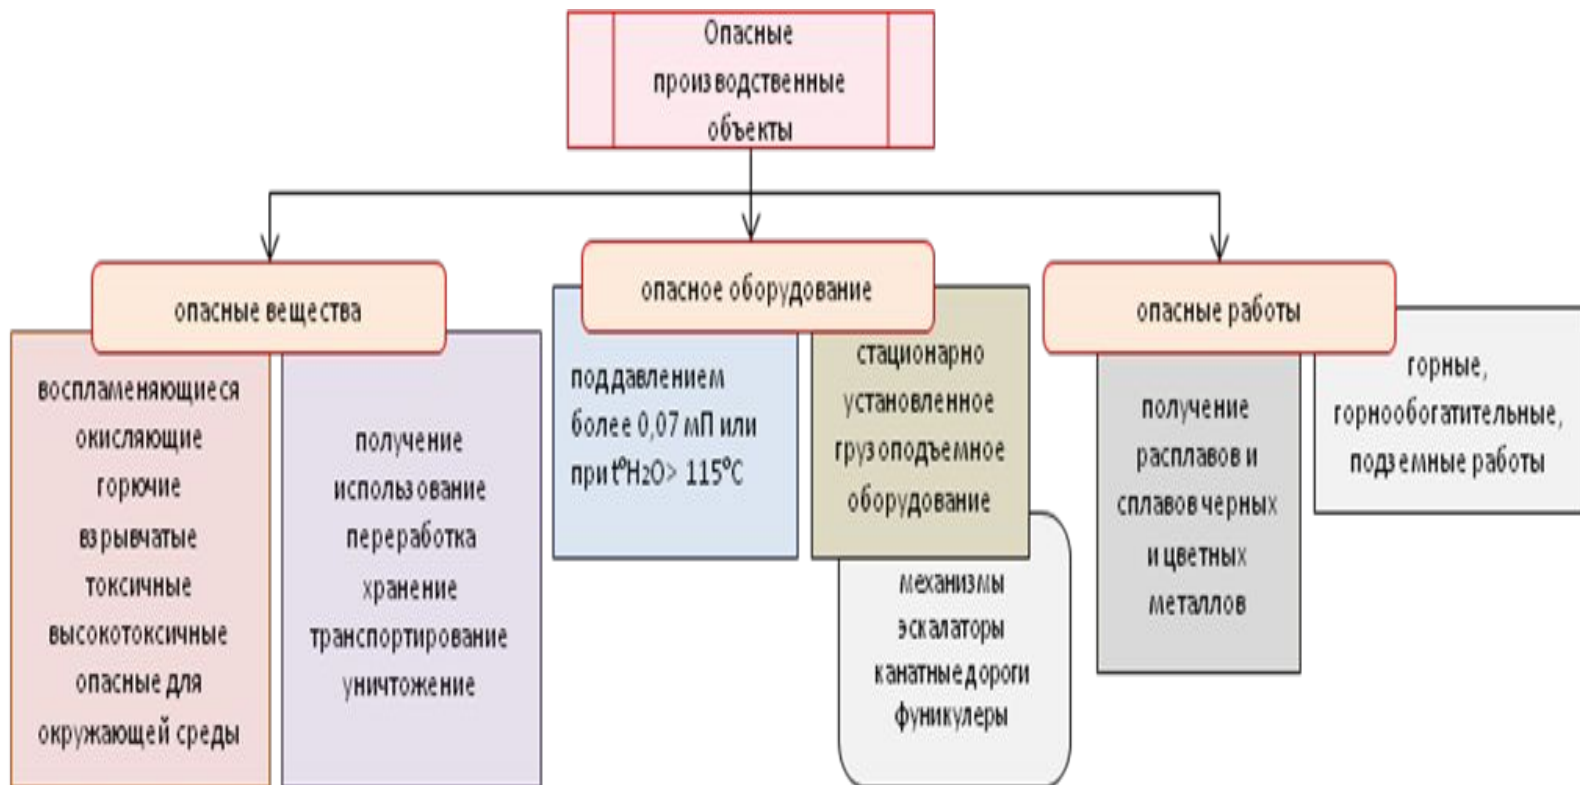 Опасные
производственные
объекты
опасные вещества
воспламеняющиеся
окисляющие
горючие
взрывчатые
токсичные
высокотоксичные
опасные для
окружающей среды
получение
использование
переработка
хранение
транспортирование
уничтожение
опасное оборудование
под давлением
более 0,07 мП или
при t°H2O> 115°C
стационарно
установленное
грузоподъемное
оборудование
механизмы
эскалаторы
канатные дороги
фуникулеры
опасные работы
получение
расплавов и
сплавов черных
и цветных
металлов
горные,
горнообогатительные,
подземные работы